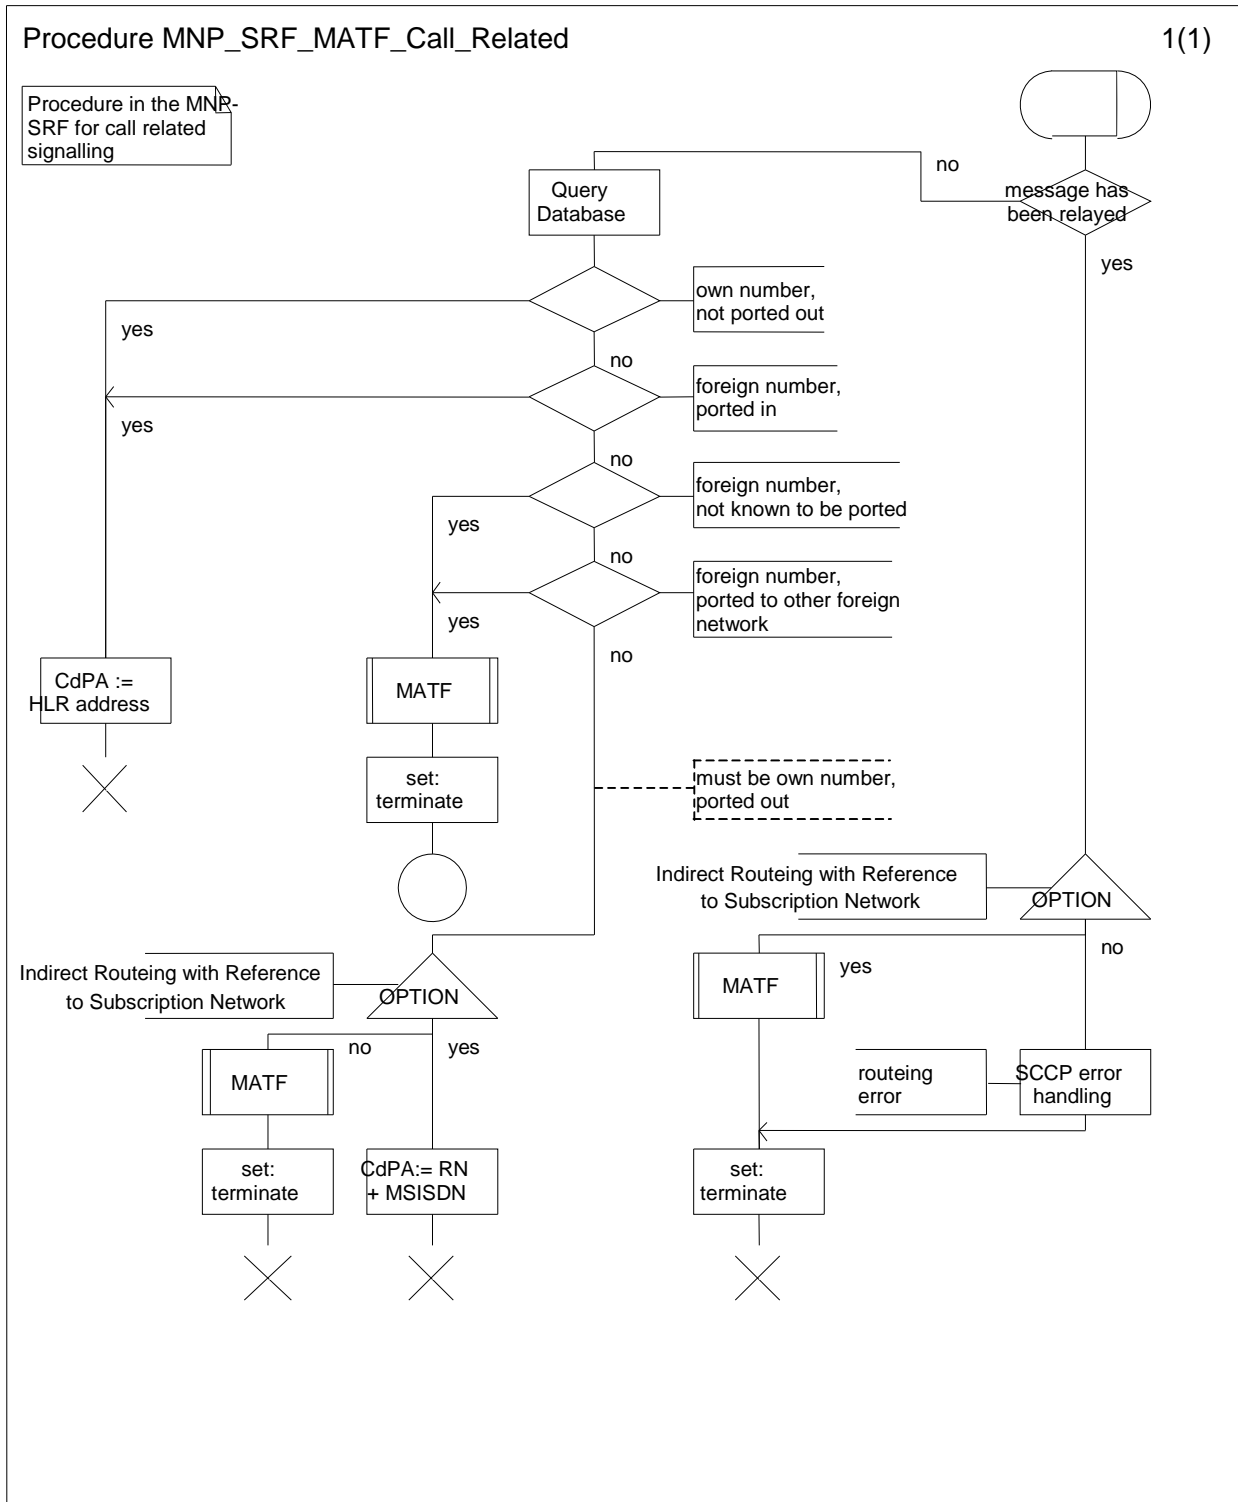 Procedure MNP_SRF_MATF_Call_Related
1(1)
Procedure in the MNP-
SRF for call related
signalling
no
message has
been relayed
Query
Database
yes
own number,
not ported out
yes
no
foreign number,
ported in
yes
no
foreign number,
not known to be ported
yes
no
foreign number,
ported to other foreign
network
yes
no
CdPA :=
HLR address
MATF
set:
terminate
must be own number,
ported out
Indirect Routeing with Reference
to Subscription Network
OPTION
no
yes
MATF
Indirect Routeing with Reference
to Subscription Network
OPTION
no
yes
MATF
routeing
error
SCCP error
handling
set:
terminate
CdPA:= RN
+ MSISDN
set:
terminate